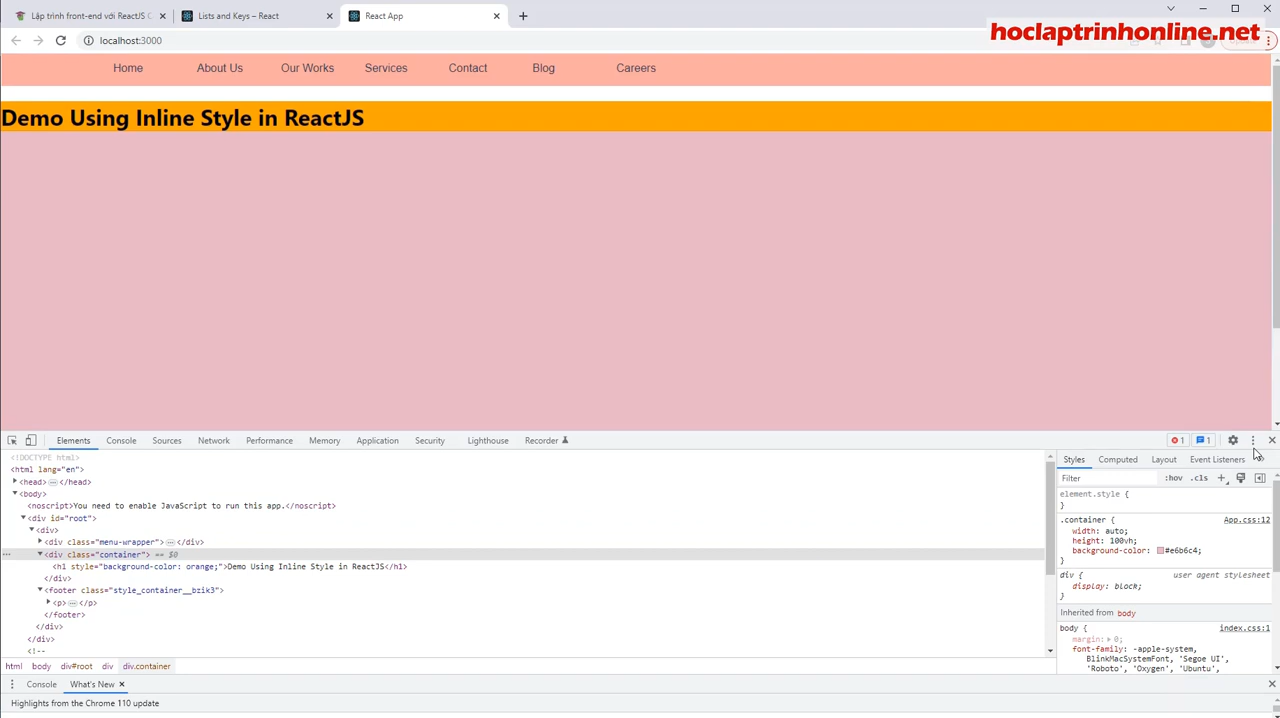 Lập trình front-end với ReactJS C
Lists and Keys – React
React App
localhost:3000
hoclaptrinhonline.net
Home About Us Our Works Services Contact Blog Careers
Demo Using Inline Style in ReactJS
Elements Console Sources Network Performance Memory Application Security Lighthouse Recorder 1 1
<!DOCTYPE html>
<html lang="en">
<head>…</head>
<body>
<noscript>You need to enable JavaScript to run this app.</noscript>
<div id="root">
<div>
<div class="menu-wrapper">…</div>
<div class="container"> == $0
<h1 style="background-color: orange;">Demo Using Inline Style in ReactJS</h1>
</div>
<footer class="style_container__bzik3">
<p>…</p>
</footer>
</div>
</div>
<!--
html body div#root div div.container
Styles Computed Layout Event Listeners
Filter :hov .cls
element.style {
}
.container { App.css:12
width: auto;
height: 100vh;
background-color: #e6b6c4;
}
div { user agent stylesheet
display: block;
}
Inherited from body
body { index.css:1
margin: 0;
font-family: -apple-system,
BlinkMacSystemFont, 'Segoe UI',
'Roboto', 'Oxygen', 'Ubuntu',
Console What's New
Highlights from the Chrome 110 update